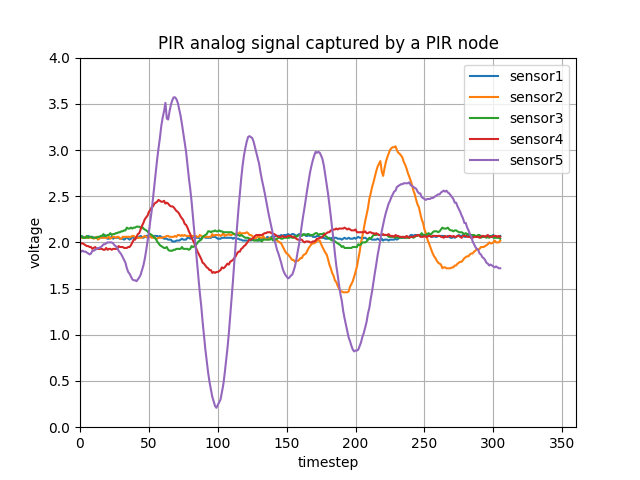 PIR analog signal captured by a PIR node
4.0
3.5
3.0
2.5
2.0
1.5
1.0
0.5
0.0
voltage
sensor1
sensor2
sensor3
sensor4
sensor5
0 50 100 150 200 250 300 350
timestep